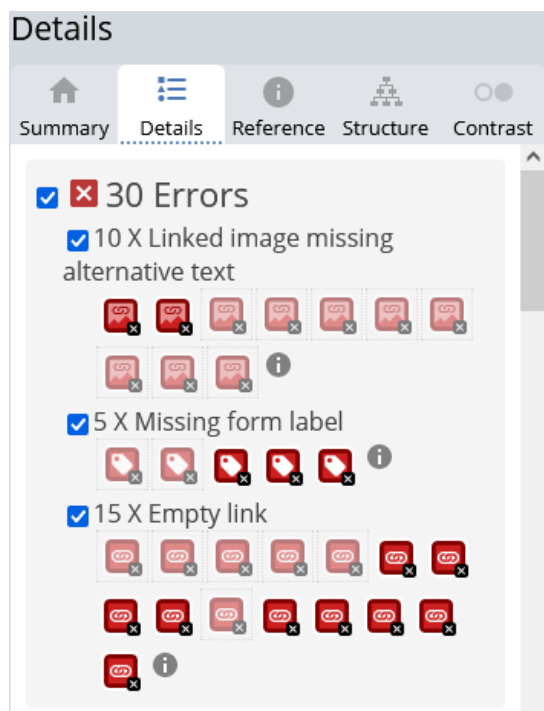 Details
Summary Details Reference Structure Contrast
30 Errors
10 X Linked image missing
alternative text
5 X Missing form label
15 X Empty link